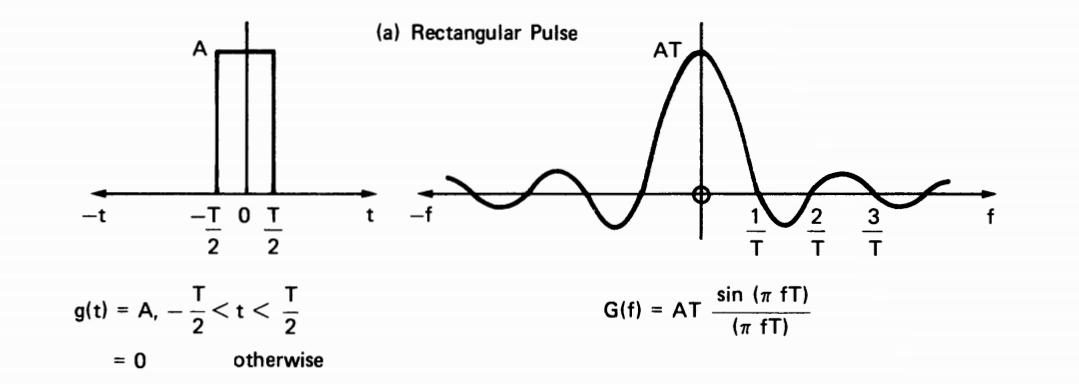 (a) Rectangular Pulse
A
-t
-T/2
0
T/2
t
AT
-f
1/T
2/T
3/T
f
g(t) = A, -T/2 < t < T/2
= 0 otherwise
G(f) = AT sin (π fT) / (π fT)